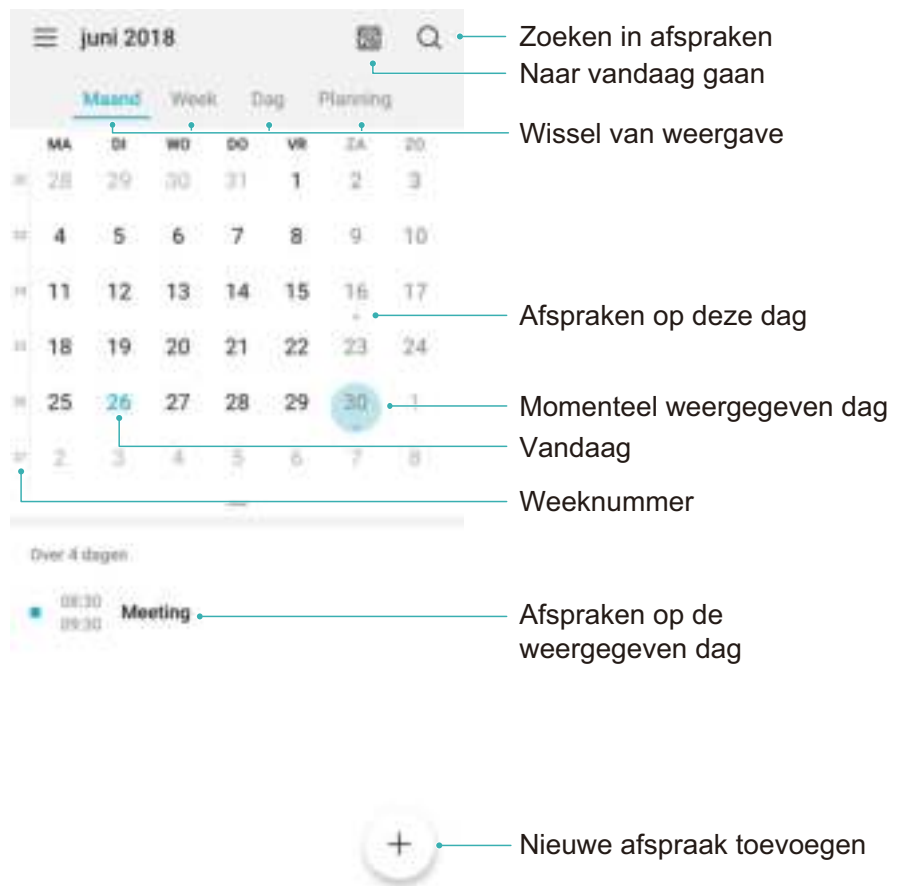 juni 2018
Zoeken in afspraken
Naar vandaag gaan
Maand Week Dag Planning
Wissel van weergave
MA DI WO DO VR ZA ZO
28 29 30 31 1 2 3
4 5 6 7 8 9 10
11 12 13 14 15 16 17
Afspraken op deze dag
18 19 20 21 22 23 24
25 26 27 28 29 30 1
Momenteel weergegeven dag
Vandaag
2 3 4 5 6 7 8
Weeknummer
Over 4 dagen
08:30
09:30
Meeting
Afspraken op de
weergegeven dag
Nieuwe afspraak toevoegen